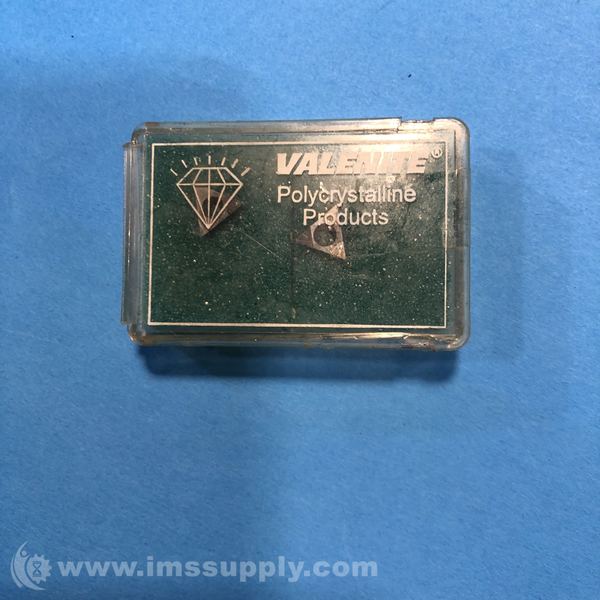 VALENITE®
Polycrystalline
Products
www.imssupply.com